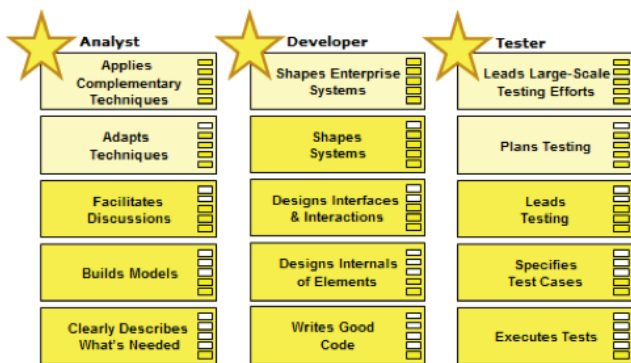 Analyst
Developer
Tester
Applies
Complementary
Techniques
Shapes Enterprise
Systems
Leads Large-Scale
Testing Efforts
Adapts
Techniques
Shapes
Systems
Plans Testing
Facilitates
Discussions
Designs Interfaces
& Interactions
Leads
Testing
Builds Models
Designs Internals
of Elements
Specifies
Test Cases
Clearly Describes
What's Needed
Writes Good
Code
Executes Tests